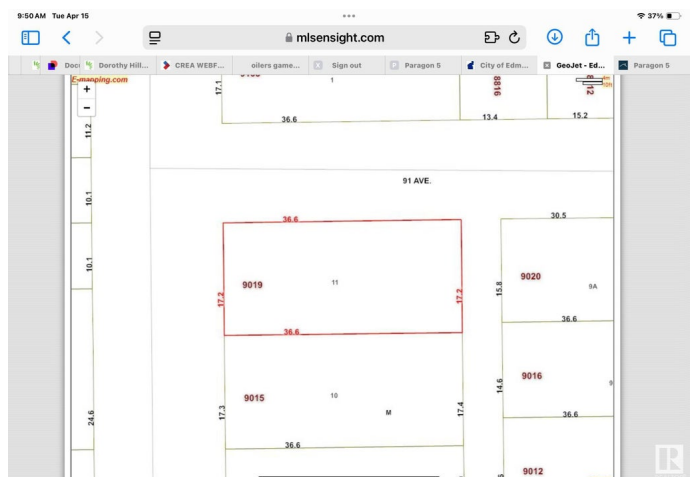 9:50 AM Tue Apr 15
37%
mlsensight.com
Doc
Dorothy Hill...
CREA WEBF...
oilers game...
Sign out
Paragon 5
City of Edm...
GeoJet - Ed...
Paragon 5
E-mapping.com
+
−
17.1
1
8816
12
11.2
36.6
13.4
15.2
91 AVE.
10.1
36.6
30.5
10.1
9019
11
17.2
17.2
15.8
9020
9A
36.6
36.6
9016
9
9015
10
M
14.6
24.6
17.3
17.4
36.6
36.6
9012
R